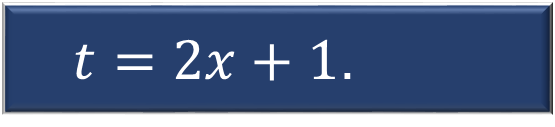 t = 2x + 1.